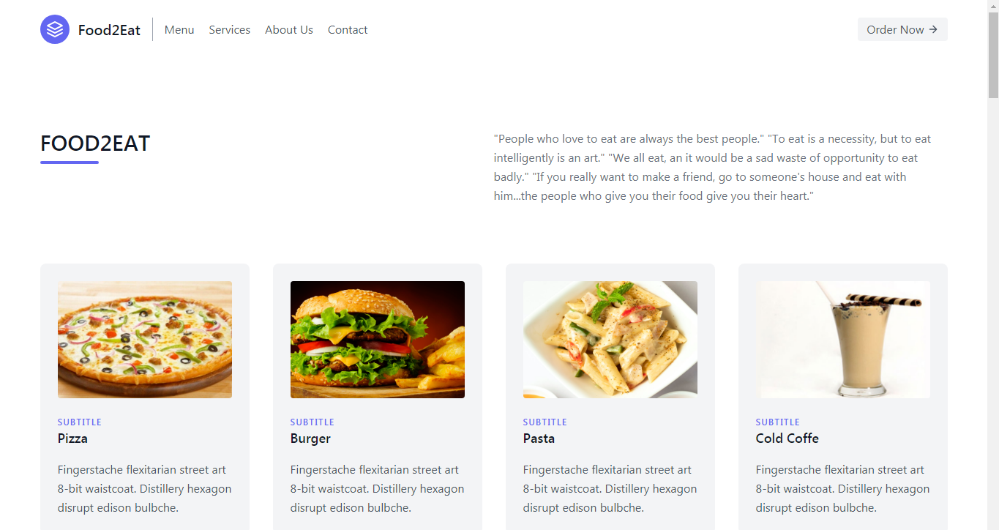 Food2Eat
Menu Services About Us Contact
Order Now →
FOOD2EAT
"People who love to eat are always the best people." "To eat is a necessity, but to eat
intelligently is an art." "We all eat, an it would be a sad waste of opportunity to eat
badly." "If you really want to make a friend, go to someone's house and eat with
him...the people who give you their food give you their heart."
SUBTITLE
Pizza
Fingerstache flexitarian street art
8-bit waistcoat. Distillery hexagon
disrupt edison bulbche.
SUBTITLE
Burger
Fingerstache flexitarian street art
8-bit waistcoat. Distillery hexagon
disrupt edison bulbche.
SUBTITLE
Pasta
Fingerstache flexitarian street art
8-bit waistcoat. Distillery hexagon
disrupt edison bulbche.
SUBTITLE
Cold Coffe
Fingerstache flexitarian street art
8-bit waistcoat. Distillery hexagon
disrupt edison bulbche.